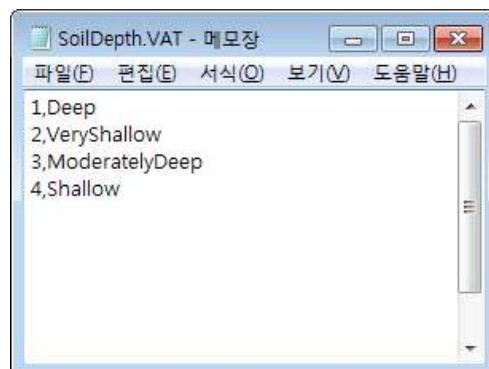 SoilDepth.VAT - 메모장
파일(F) 편집(E) 서식(O) 보기(V) 도움말(H)
1,Deep
2,VeryShallow
3,ModeratelyDeep
4,Shallow